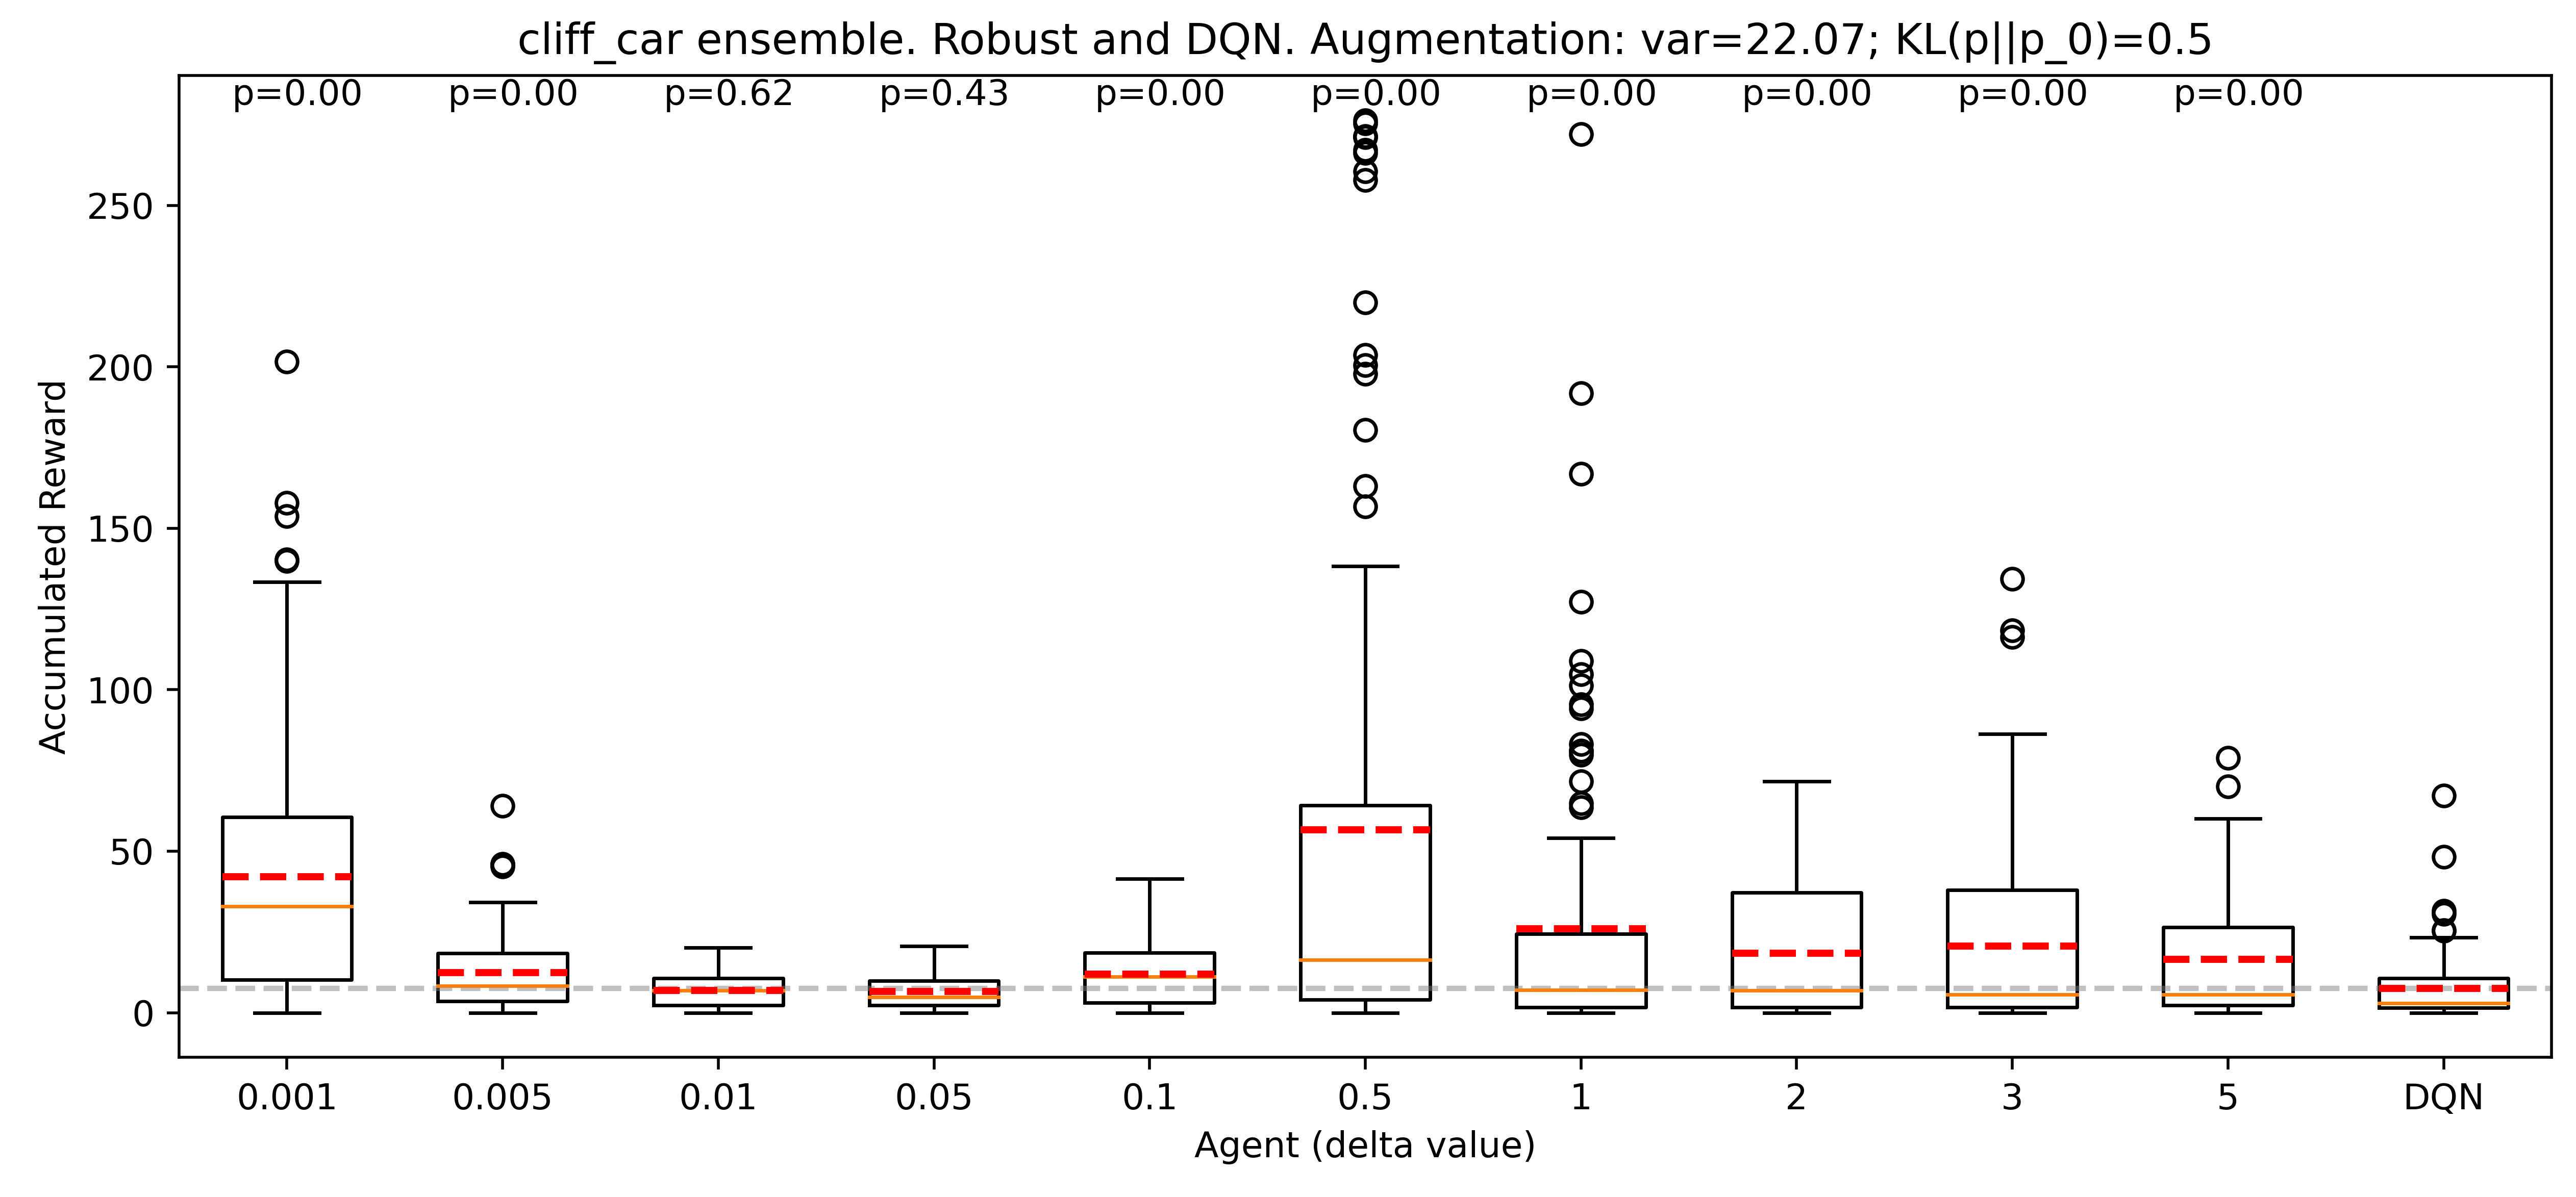 cliff_car ensemble. Robust and DQN. Augmentation: var=22.07; KL(p||p_0)=0.5
p=0.00 p=0.00 p=0.62 p=0.43 p=0.00 p=0.00 p=0.00 p=0.00 p=0.00 p=0.00
Accumulated Reward
250
200
150
100
50
0
0.001 0.005 0.01 0.05 0.1 0.5 1 2 3 5 DQN
Agent (delta value)